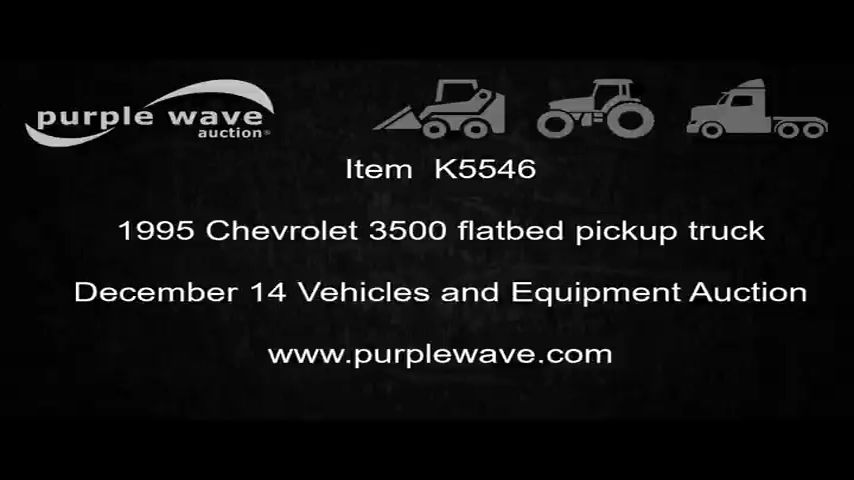 purple wave
auction®
Item K5546
1995 Chevrolet 3500 flatbed pickup truck
December 14 Vehicles and Equipment Auction
www.purplewave.com